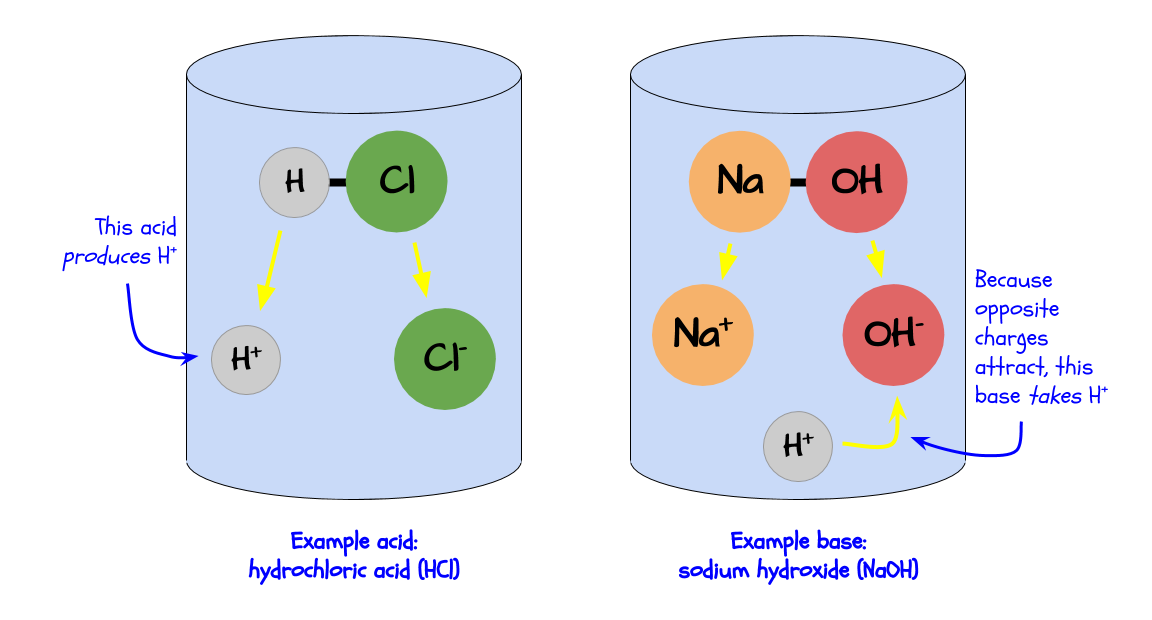 H
Cl
This acid
produces H⁺
H⁺
Cl⁻
Example acid:
hydrochloric acid (HCl)
Na
OH
Na⁺
OH⁻
H⁺
Because
opposite
charges
attract, this
base takes H⁺
Example base:
sodium hydroxide (NaOH)